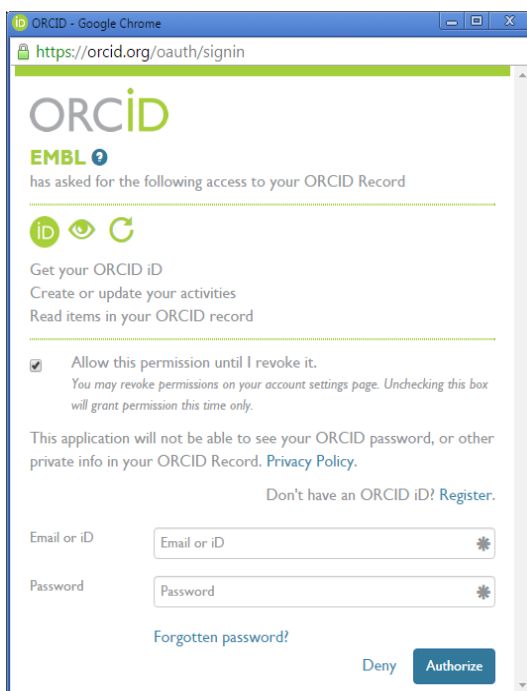 iD ORCID - Google Chrome
https://orcid.org/oauth/signin
ORCiD
EMBL ?
has asked for the following access to your ORCID Record
iD
Get your ORCID iD
Create or update your activities
Read items in your ORCID record
Allow this permission until I revoke it.
You may revoke permissions on your account settings page. Unchecking this box
will grant permission this time only.
This application will not be able to see your ORCID password, or other
private info in your ORCID Record. Privacy Policy.
Don't have an ORCID iD? Register.
Email or iD Email or iD
Password Password
Forgotten password?
Deny Authorize